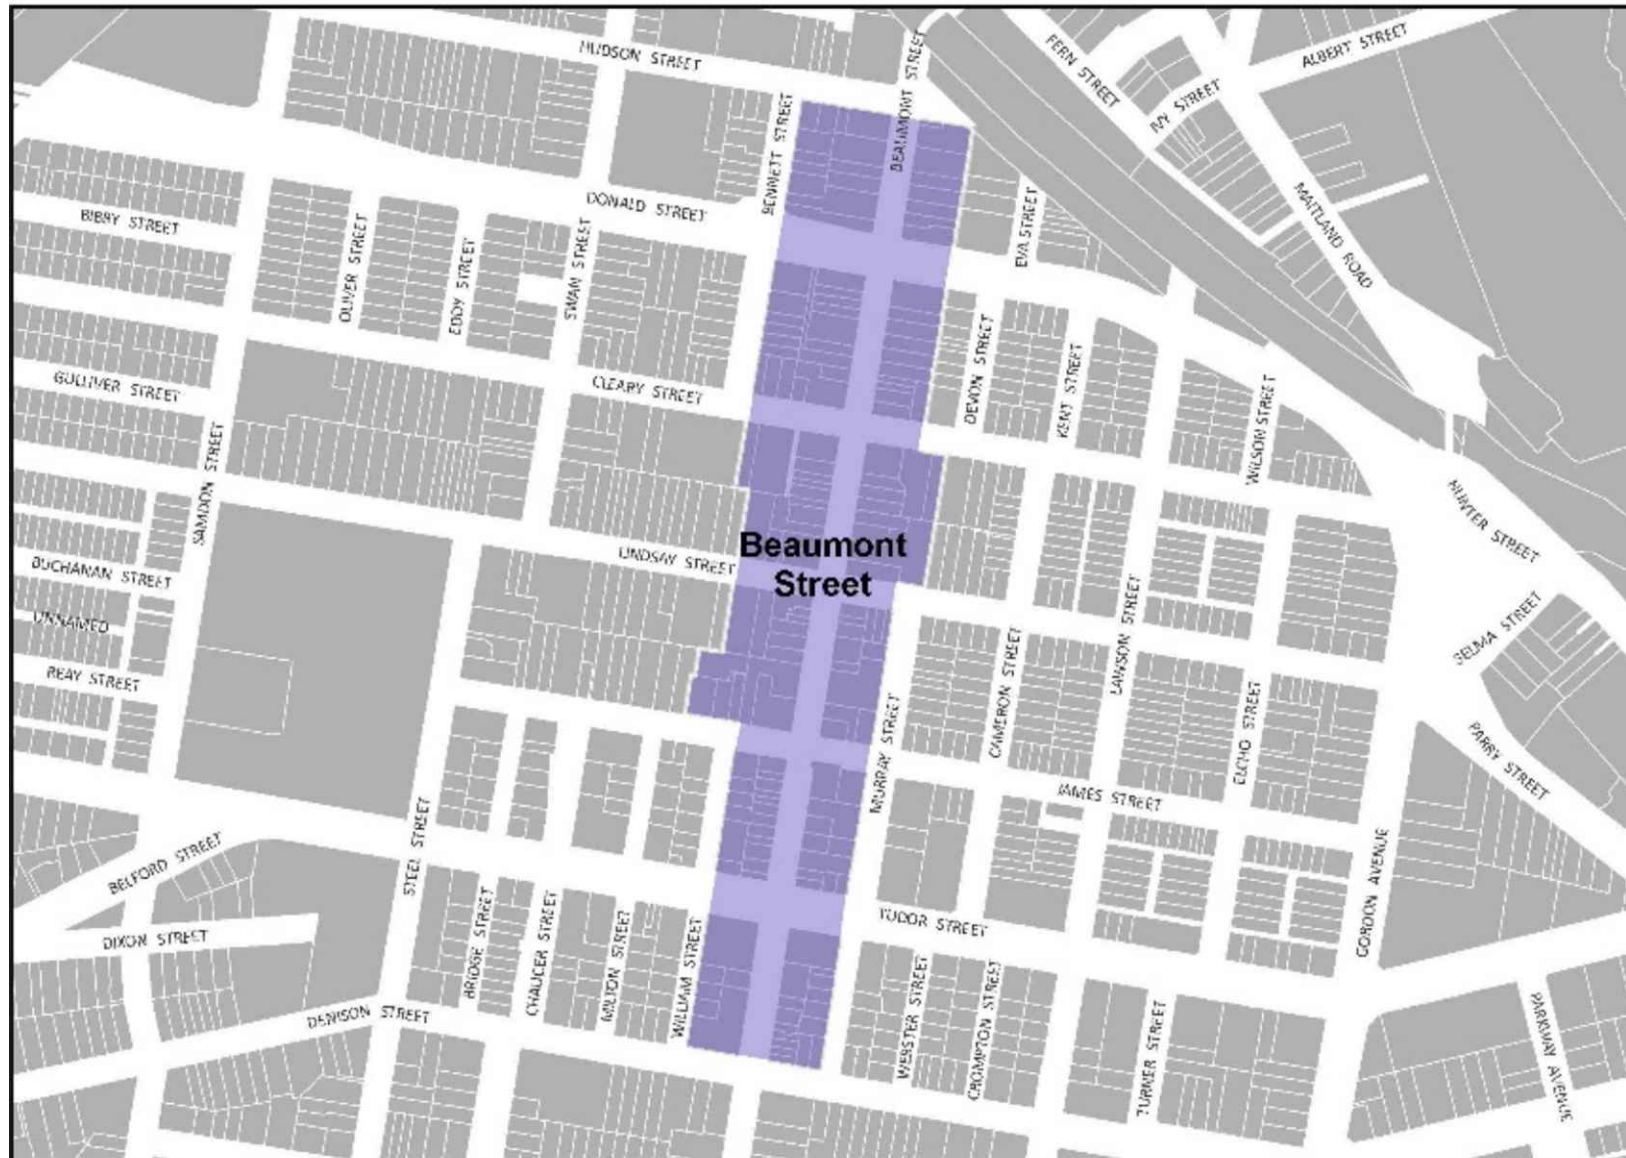 HUDSON STREET
FERN STREET
ALBERT STREET
IVY STREET
BEAUMONT STREET
BENNETT STREET
MAITLAND ROAD
DONALD STREET
BIBBY STREET
OLIVER STREET
EDDY STREET
SWAN STREET
EVA STREET
GULLIVER STREET
CLEARY STREET
DEVON STREET
KENT STREET
WILSON STREET
SAMDON STREET
HUNTER STREET
LINDSAY STREET
Beaumont
Street
BUCHANAN STREET
UNNAMED
REAY STREET
LAWSON STREET
SELMA STREET
CAMERON STREET
MURRAY STREET
ELCHO STREET
PARRY STREET
JAMES STREET
BELFORD STREET
STEEL STREET
GORDON AVENUE
TUDOR STREET
DIXON STREET
BRIDGE STREET
CHAUCER STREET
MILTON STREET
WILLIAM STREET
DENISON STREET
WEBSTER STREET
CROMPTON STREET
TURNER STREET
PARKWAY AVENUE